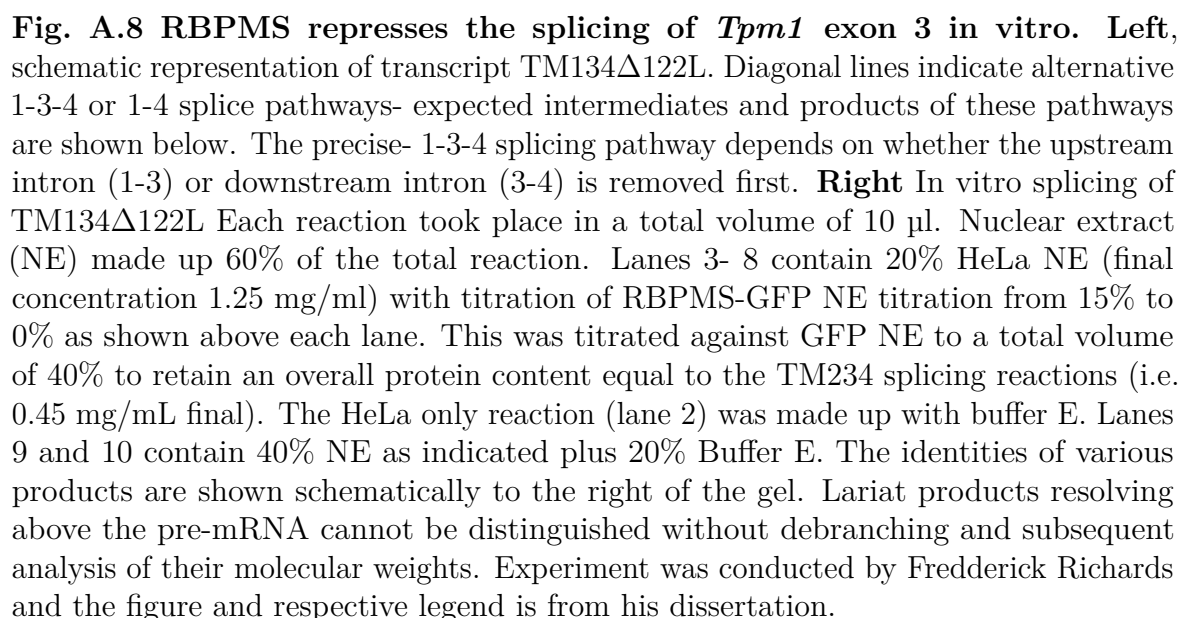 Fig. A.8 RBPMS represses the splicing of Tpm1 exon 3 in vitro. Left,
schematic representation of transcript TM134Δ122L. Diagonal lines indicate alternative
1-3-4 or 1-4 splice pathways- expected intermediates and products of these pathways
are shown below. The precise- 1-3-4 splicing pathway depends on whether the upstream
intron (1-3) or downstream intron (3-4) is removed first. Right In vitro splicing of
TM134Δ122L Each reaction took place in a total volume of 10 µl. Nuclear extract
(NE) made up 60% of the total reaction. Lanes 3- 8 contain 20% HeLa NE (final
concentration 1.25 mg/ml) with titration of RBPMS-GFP NE titration from 15% to
0% as shown above each lane. This was titrated against GFP NE to a total volume
of 40% to retain an overall protein content equal to the TM234 splicing reactions (i.e.
0.45 mg/mL final). The HeLa only reaction (lane 2) was made up with buffer E. Lanes
9 and 10 contain 40% NE as indicated plus 20% Buffer E. The identities of various
products are shown schematically to the right of the gel. Lariat products resolving
above the pre-mRNA cannot be distinguished without debranching and subsequent
analysis of their molecular weights. Experiment was conducted by Fredderick Richards
and the figure and respective legend is from his dissertation.